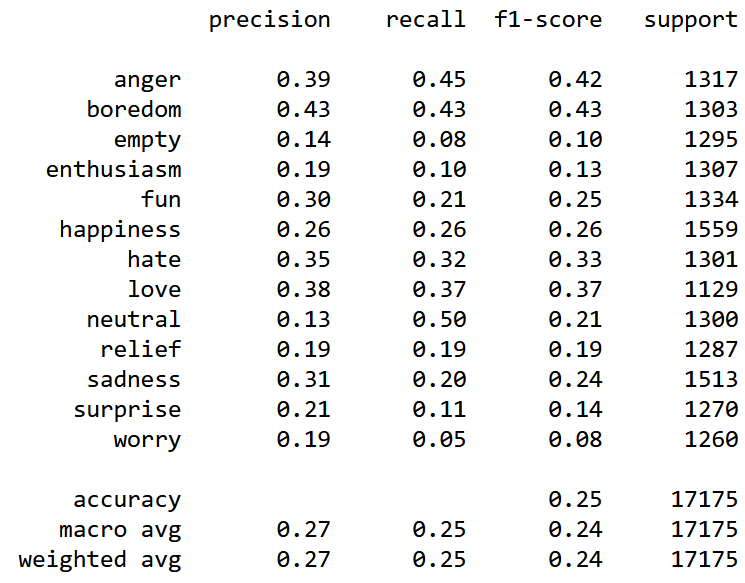 precision recall f1-score support
anger 0.39 0.45 0.42 1317
boredom 0.43 0.43 0.43 1303
empty 0.14 0.08 0.10 1295
enthusiasm 0.19 0.10 0.13 1307
fun 0.30 0.21 0.25 1334
happiness 0.26 0.26 0.26 1559
hate 0.35 0.32 0.33 1301
love 0.38 0.37 0.37 1129
neutral 0.13 0.50 0.21 1300
relief 0.19 0.19 0.19 1287
sadness 0.31 0.20 0.24 1513
surprise 0.21 0.11 0.14 1270
worry 0.19 0.05 0.08 1260
accuracy 0.25 17175
macro avg 0.27 0.25 0.24 17175
weighted avg 0.27 0.25 0.24 17175